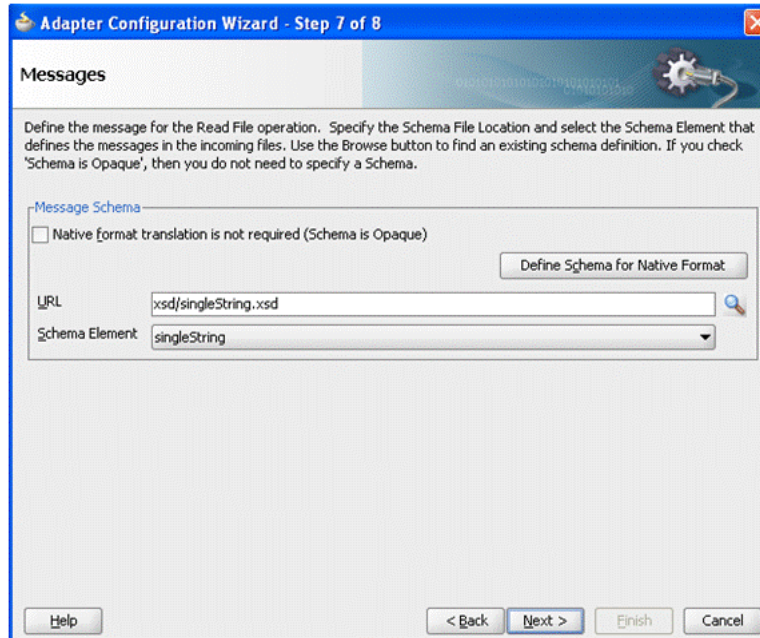 Adapter Configuration Wizard - Step 7 of 8
Messages
Define the message for the Read File operation. Specify the Schema File Location and select the Schema Element that
defines the messages in the incoming files. Use the Browse button to find an existing schema definition. If you check
'Schema is Opaque', then you do not need to specify a Schema.
Message Schema
Native format translation is not required (Schema is Opaque)
Define Schema for Native Format
URL xsd/singleString.xsd
Schema Element singleString
Help < Back Next > Finish Cancel